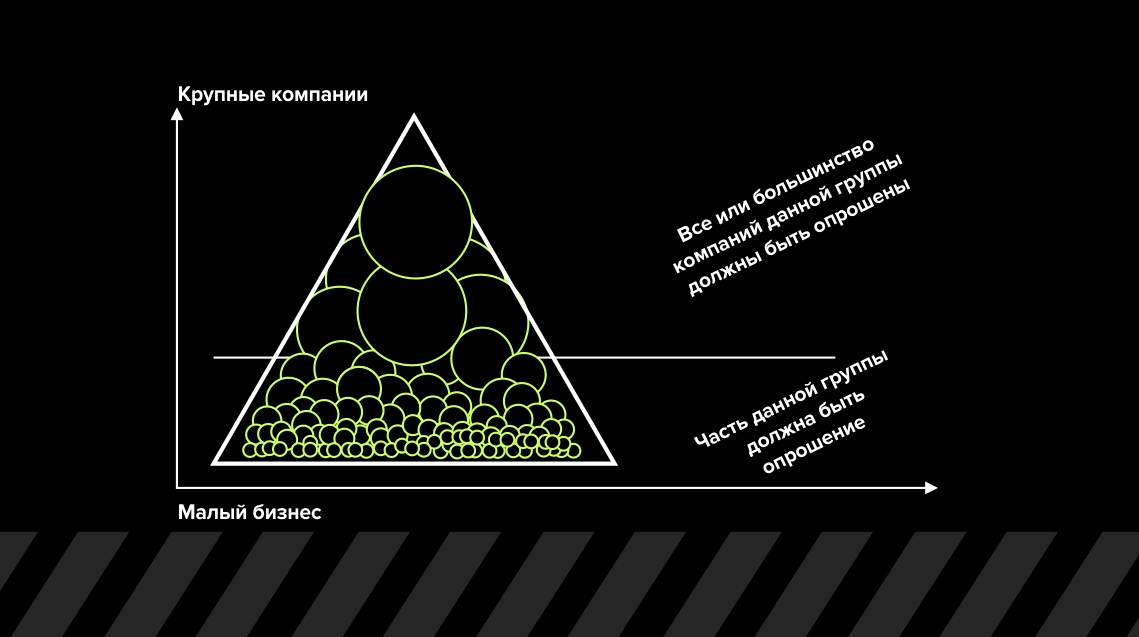 Крупные компании
Все или большинство
компаний данной группы
должны быть опрошены
Часть данной группы
должна быть
опрошение
Малый бизнес